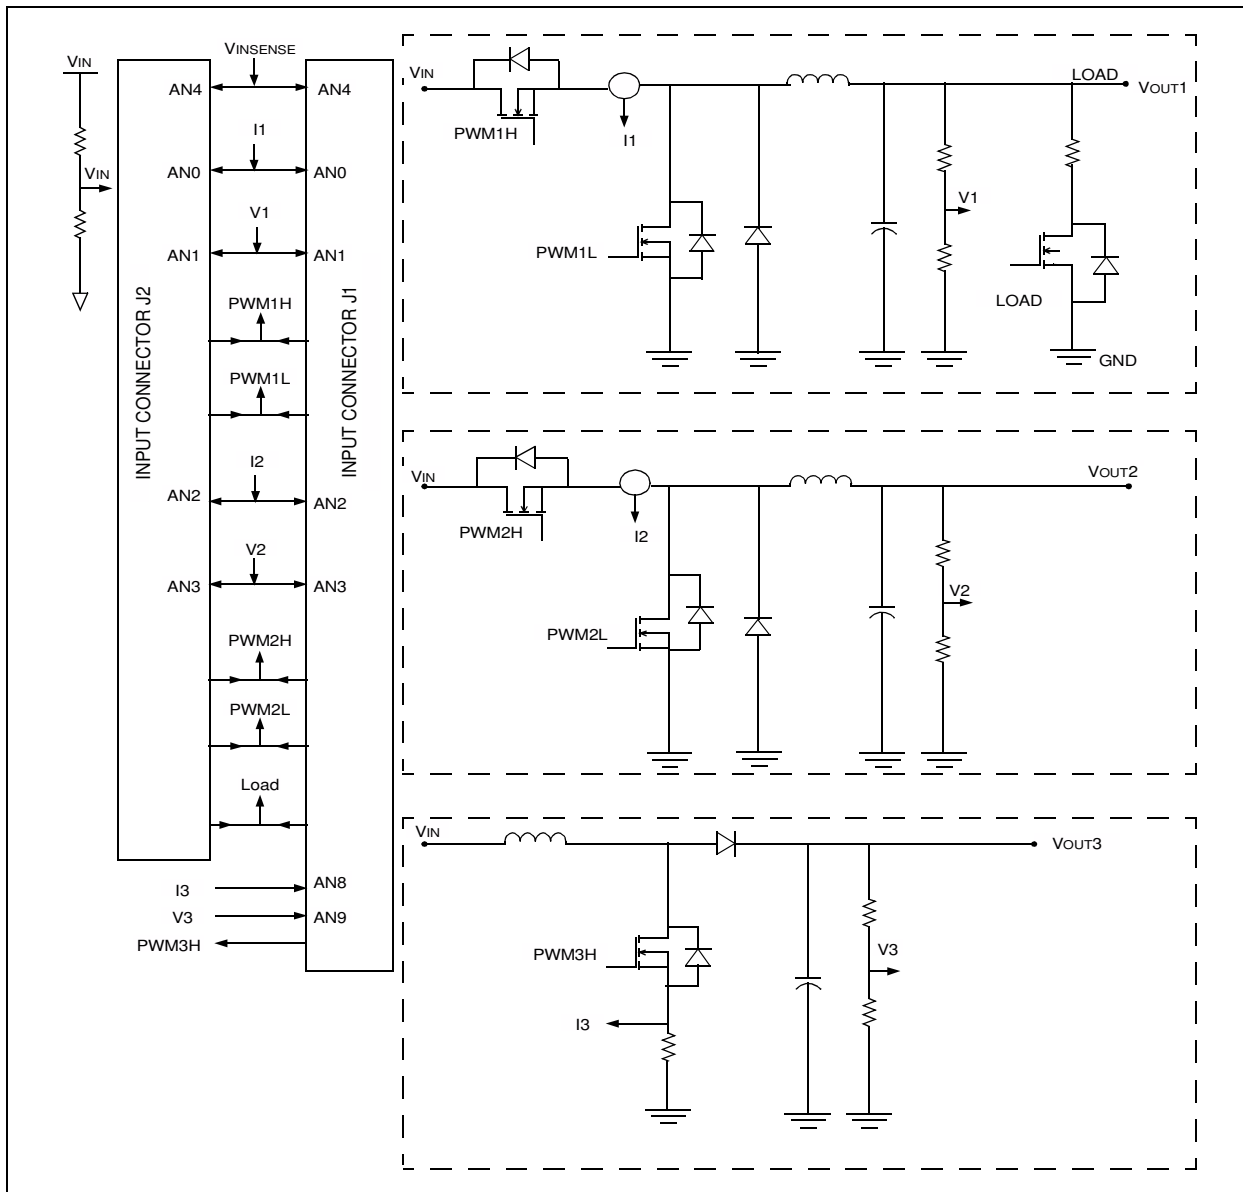 VIN
VIN
INPUT CONNECTOR J2
AN4
AN0
AN1
AN2
AN3
VINSENSE
I1
V1
PWM1H
PWM1L
I2
V2
PWM2H
PWM2L
Load
I3
V3
PWM3H
INPUT CONNECTOR J1
AN4
AN0
AN1
AN2
AN3
AN8
AN9
VIN
PWM1H
I1
LOAD
VOUT1
V1
PWM1L
LOAD
GND
VIN
PWM2H
I2
VOUT2
V2
PWM2L
VIN
VOUT3
PWM3H
V3
I3